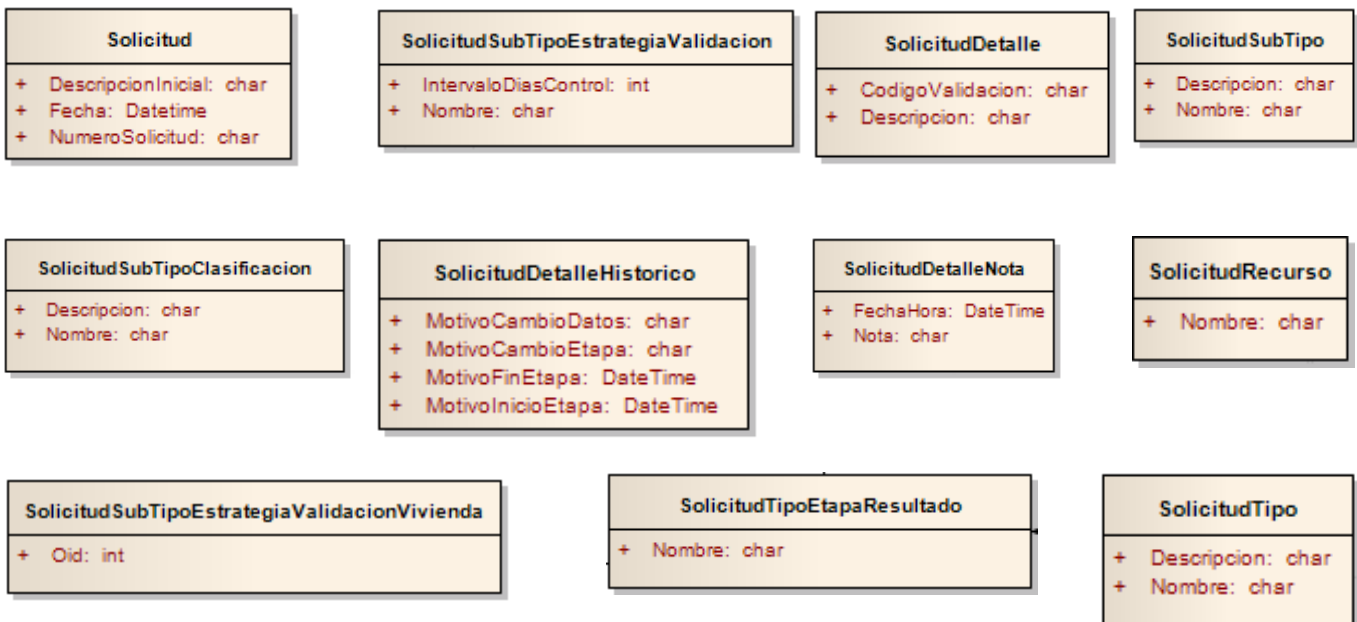 Solicitud
+ DescripcionInicial: char
+ Fecha: Datetime
+ NumeroSolicitud: char
SolicitudSubTipoEstrategiaValidacion
+ IntervaloDiasControl: int
+ Nombre: char
SolicitudDetalle
+ CodigoValidacion: char
+ Descripcion: char
SolicitudSubTipo
+ Descripcion: char
+ Nombre: char
SolicitudSubTipoClasificacion
+ Descripcion: char
+ Nombre: char
SolicitudDetalleHistorico
+ MotivoCambioDatos: char
+ MotivoCambioEtapa: char
+ MotivoFinEtapa: DateTime
+ MotivoInicioEtapa: DateTime
SolicitudDetalleNota
+ FechaHora: DateTime
+ Nota: char
SolicitudRecurso
+ Nombre: char
SolicitudSubTipoEstrategiaValidacionVivienda
+ Oid: int
SolicitudTipoEtapaResultado
+ Nombre: char
SolicitudTipo
+ Descripcion: char
+ Nombre: char